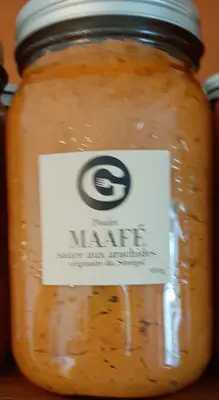 G
Poulet
MAAFÉ
sauce aux arachides
originaire du Sénégal